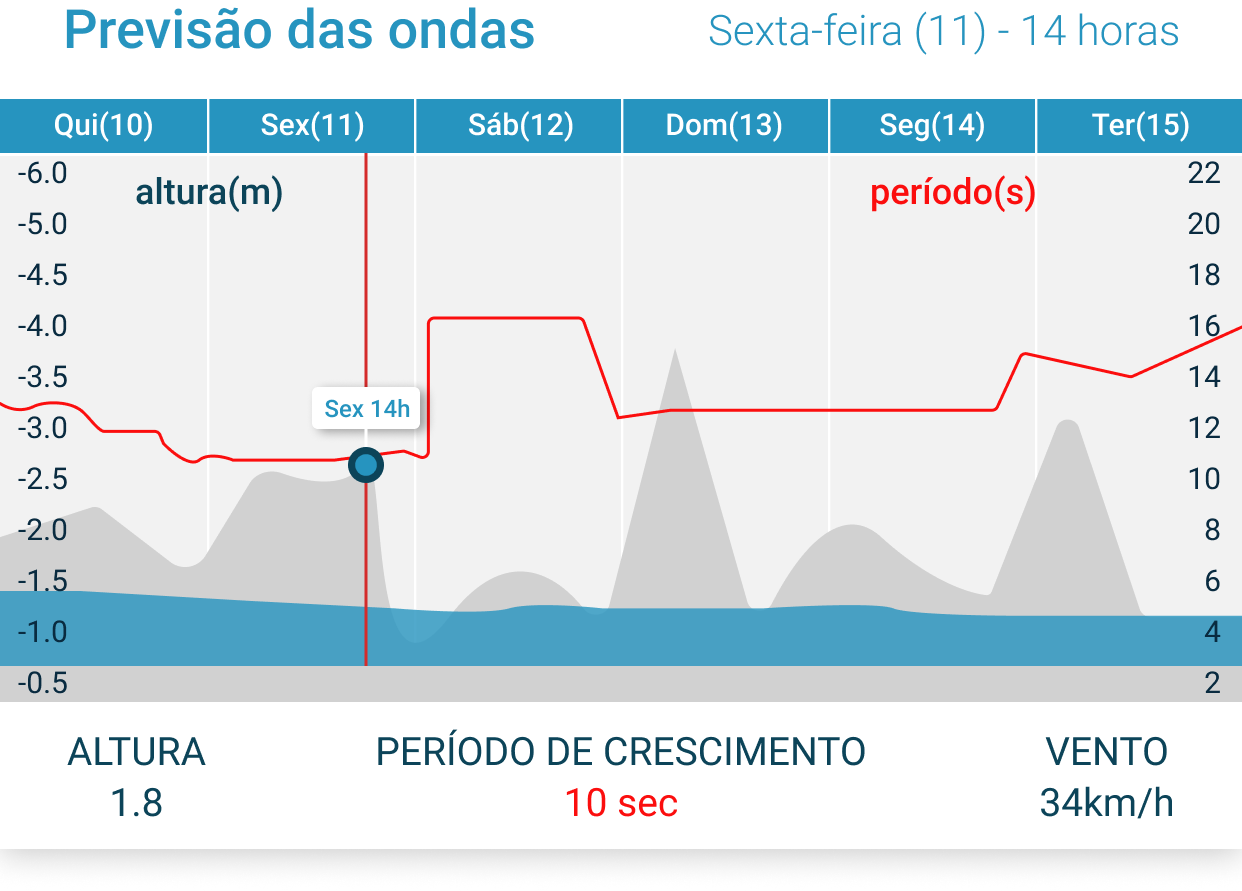 Previsão das ondas
Sexta-feira (11) - 14 horas
Qui(10) Sex(11) Sáb(12) Dom(13) Seg(14) Ter(15)
altura(m) período(s)
-6.0 22
-5.0 20
-4.5 18
-4.0 16
-3.5 14
Sex 14h
-3.0 12
-2.5 10
-2.0 8
-1.5 6
-1.0 4
-0.5 2
ALTURA PERÍODO DE CRESCIMENTO VENTO
1.8 10 sec 34km/h